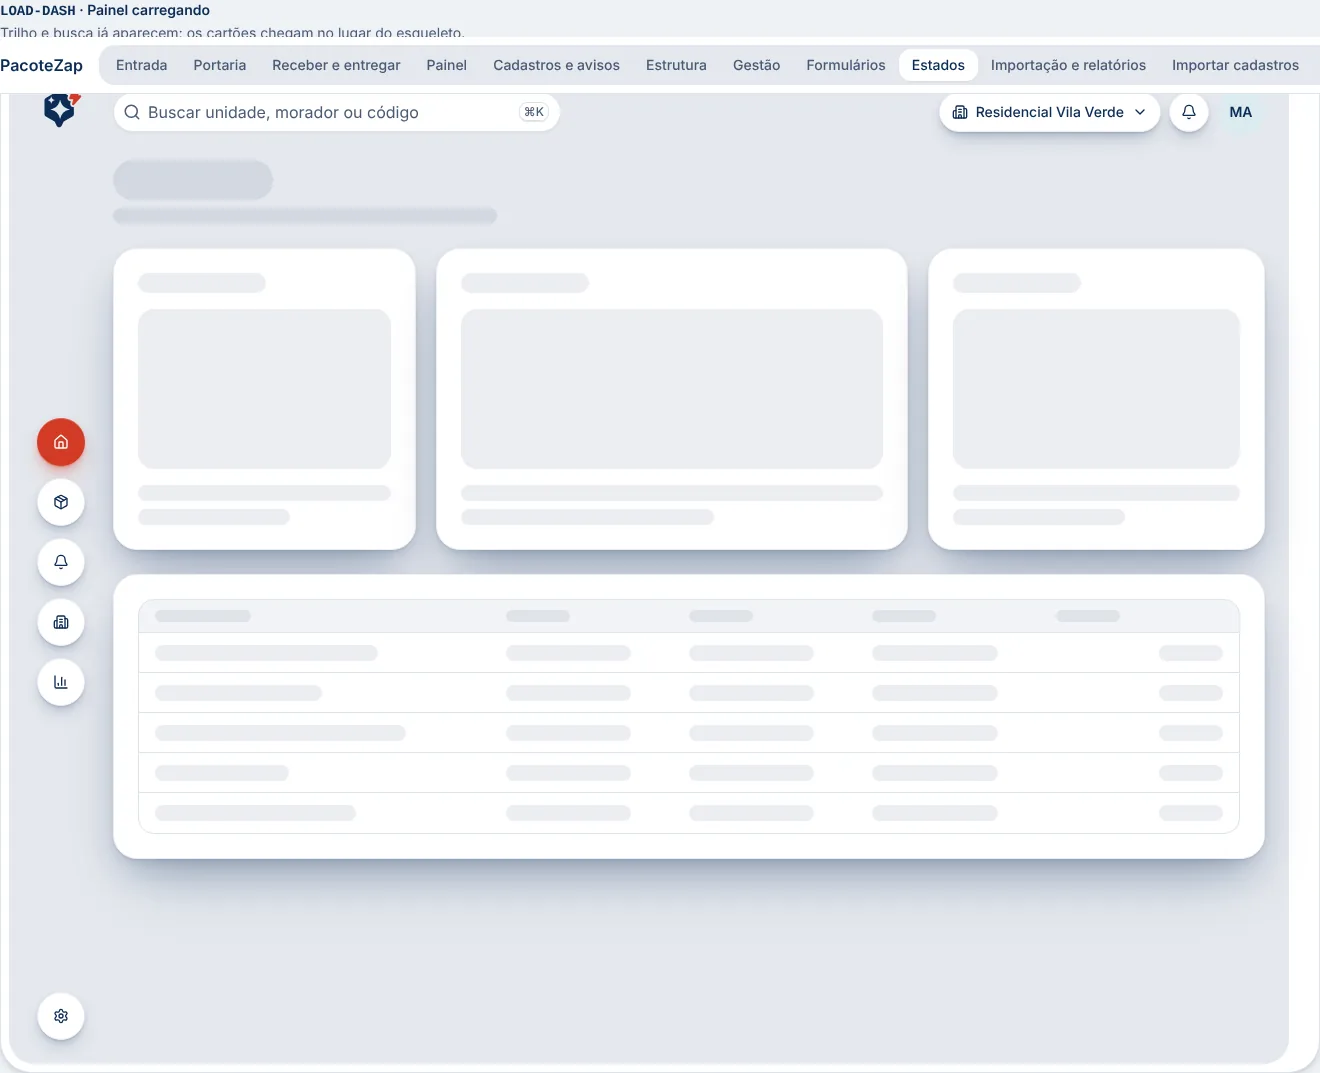 LOAD-DASH · Painel carregando
Trilho e busca já aparecem; os cartões chegam no lugar do esqueleto.
PacoteZap
Entrada
Portaria
Receber e entregar
Painel
Cadastros e avisos
Estrutura
Gestão
Formulários
Estados
Importação e relatórios
Importar cadastros
Buscar unidade, morador ou código
⌘K
Residencial Vila Verde
MA